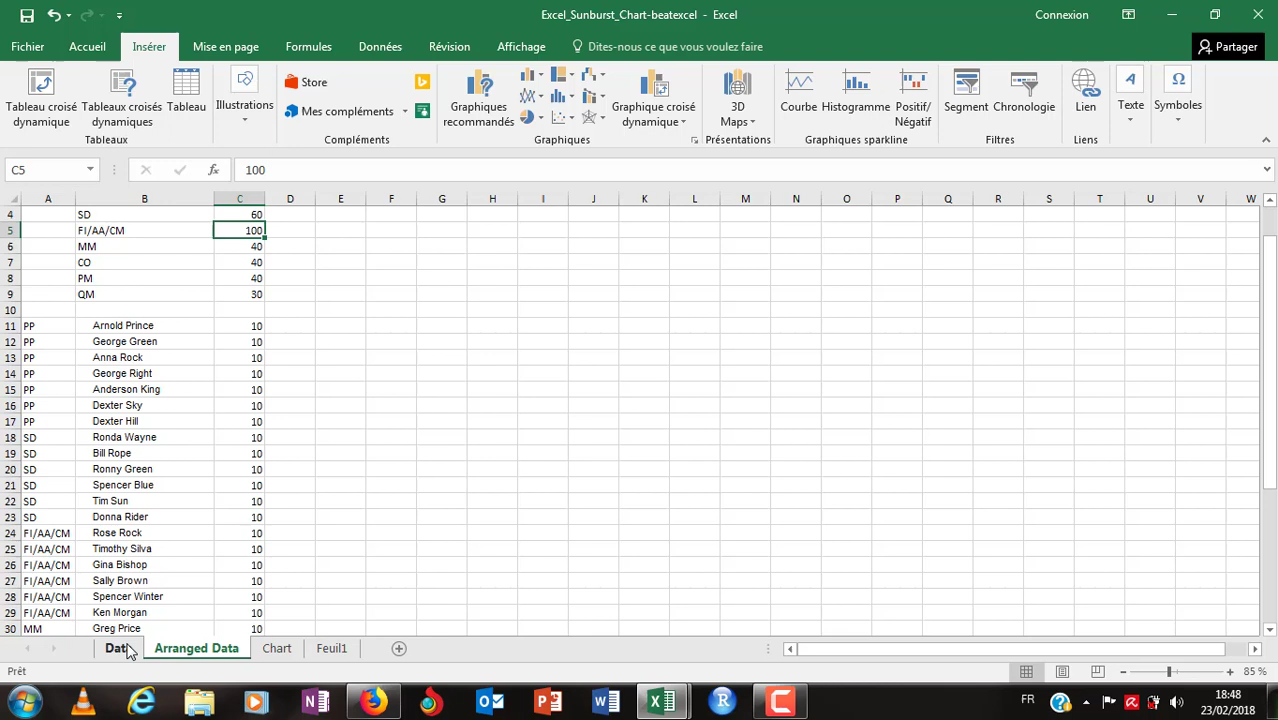 Excel_Sunburst_Chart-beatexcel - Excel
Connexion
Fichier Accueil Insérer Mise en page Formules Données Révision Affichage Dites-nous ce que vous voulez faire Partager
Tableau croisé dynamique
Tableaux croisés dynamiques
Tableau
Tableaux
Illustrations
Store
Mes compléments
Compléments
Graphiques recommandés
Graphique croisé dynamique
Graphiques
3D Maps
Présentations
Courbe Histogramme Positif/Négatif
Graphiques sparkline
Segment Chronologie
Filtres
Lien
Liens
Texte
Symboles
C5 fx 100
A B C D E F G H I J K L M N O P Q R S T U V W
4 SD 60
5 FI/AA/CM 100
6 MM 40
7 CO 40
8 PM 40
9 QM 30
10
11 PP Arnold Prince 10
12 PP George Green 10
13 PP Anna Rock 10
14 PP George Right 10
15 PP Anderson King 10
16 PP Dexter Sky 10
17 PP Dexter Hill 10
18 SD Ronda Wayne 10
19 SD Bill Rope 10
20 SD Ronny Green 10
21 SD Spencer Blue 10
22 SD Tim Sun 10
23 SD Donna Rider 10
24 FI/AA/CM Rose Rock 10
25 FI/AA/CM Timothy Silva 10
26 FI/AA/CM Gina Bishop 10
27 FI/AA/CM Sally Brown 10
28 FI/AA/CM Spencer Winter 10
29 FI/AA/CM Ken Morgan 10
30 MM Greg Price 10
Arranged Data Chart Feuil1
Prêt
85 %
FR
18:48
23/02/2018